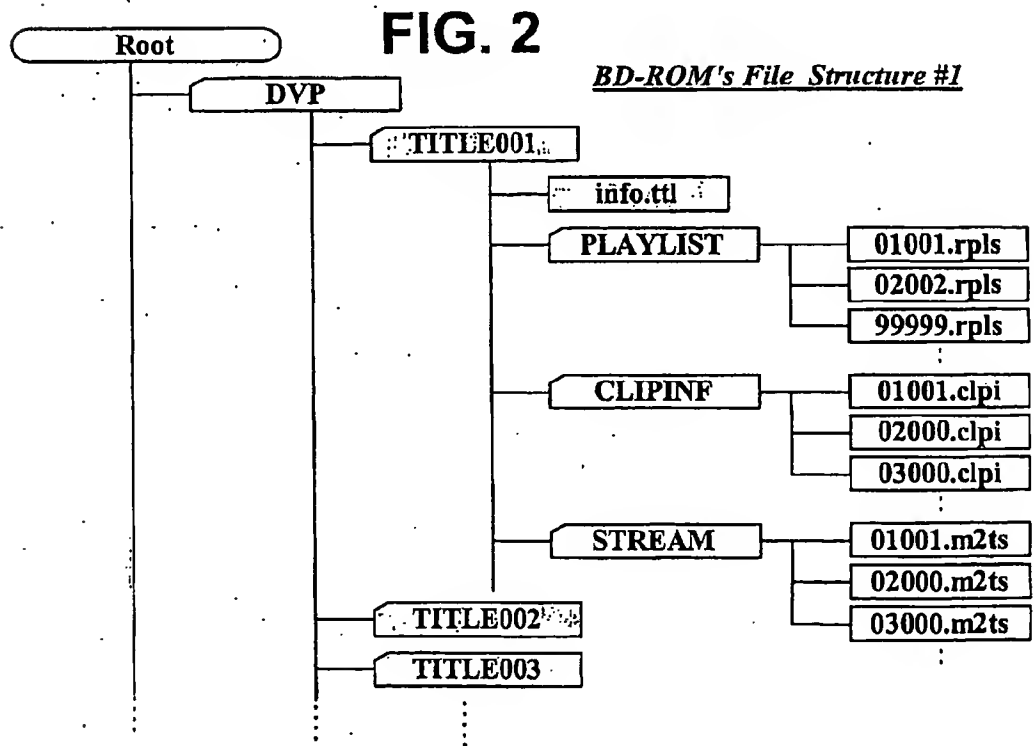 FIG. 2
Root
BD-ROM's File Structure #1
DVP
TITLE001
info.ttl
PLAYLIST
01001.rpls
02002.rpls
99999.rpls
CLIPINF
01001.clpi
02000.clpi
03000.clpi
STREAM
01001.m2ts
02000.m2ts
03000.m2ts
TITLE002
TITLE003